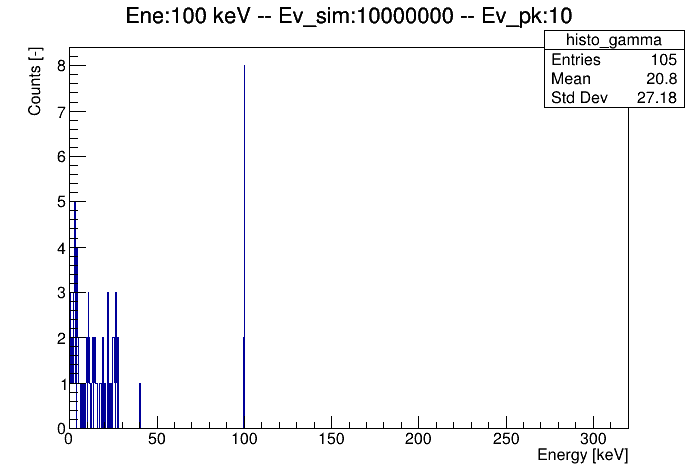 Ene:100 keV -- Ev_sim:10000000 -- Ev_pk:10
histo_gamma
Entries 105
Mean 20.8
Std Dev 27.18
Counts [-]
8
7
6
5
4
3
2
1
0
0 50 100 150 200 250 300
Energy [keV]